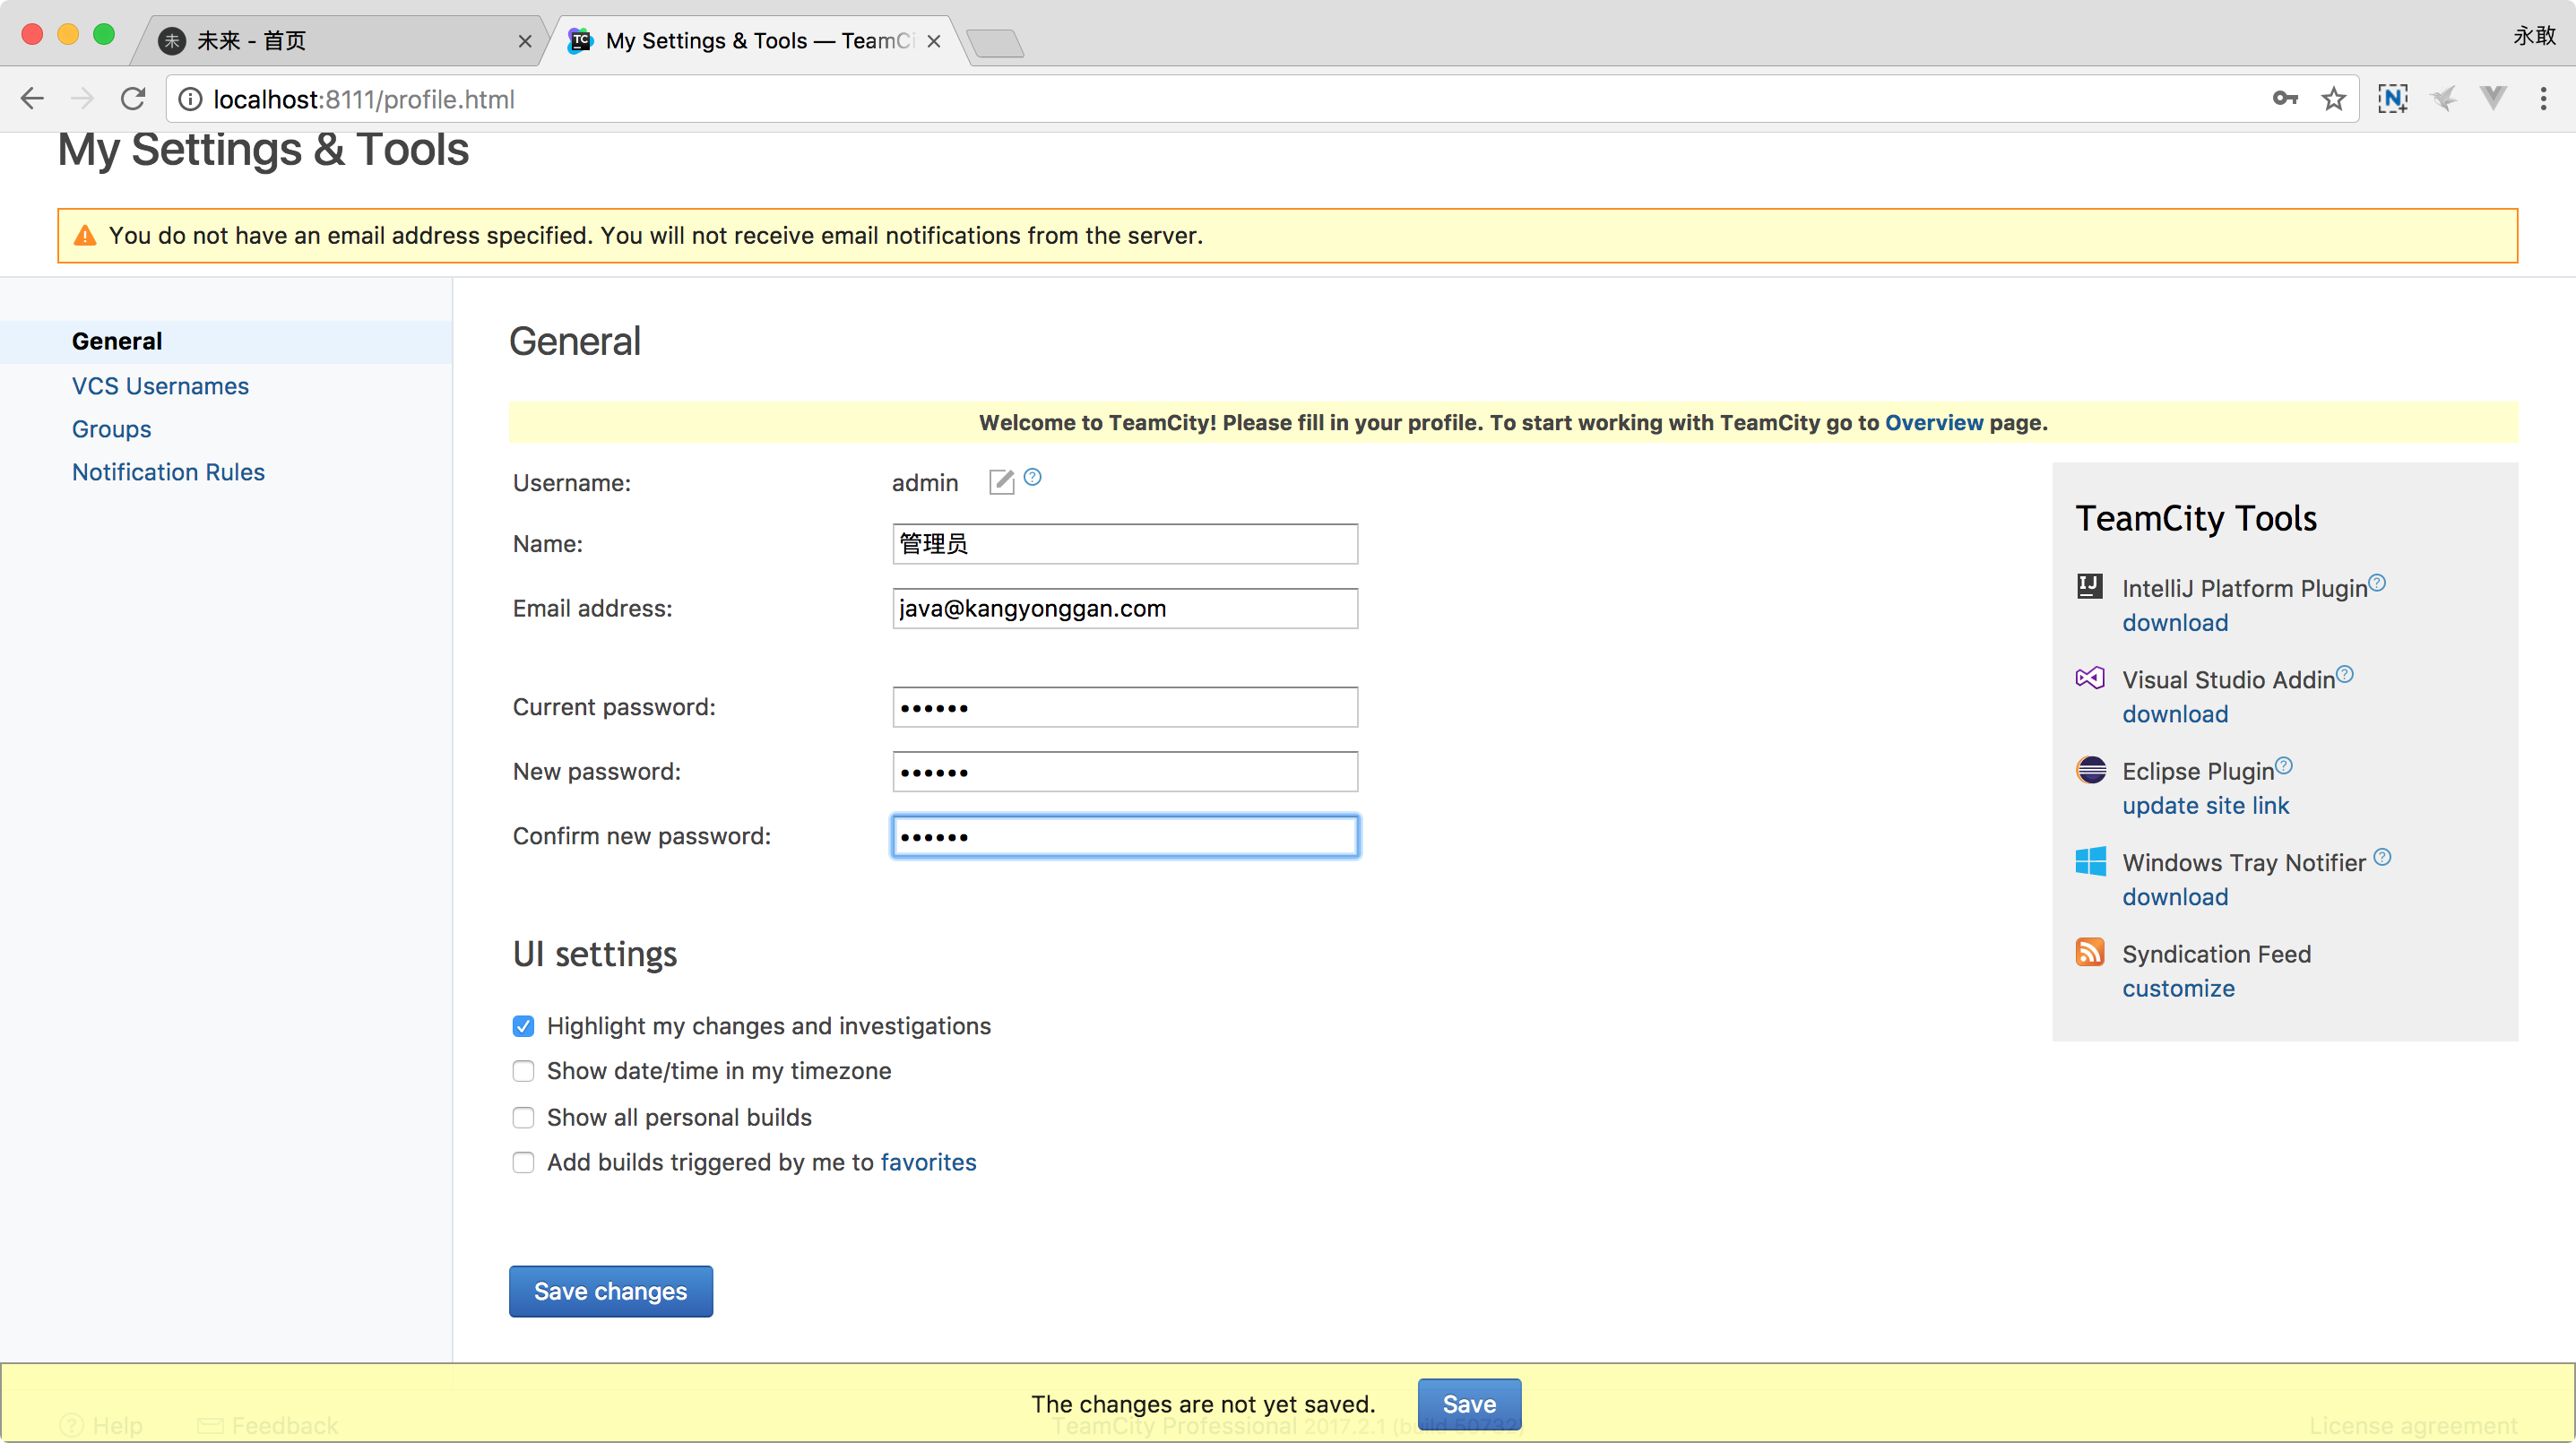 未 未来 - 首页
TC My Settings & Tools — TeamCi
永敢
localhost:8111/profile.html
My Settings & Tools
You do not have an email address specified. You will not receive email notifications from the server.
General
VCS Usernames
Groups
Notification Rules
General
Welcome to TeamCity! Please fill in your profile. To start working with TeamCity go to Overview page.
Username: admin
Name: 管理员
Email address: java@kangyonggan.com
Current password: ••••••
New password: ••••••
Confirm new password: ••••••
UI settings
Highlight my changes and investigations
Show date/time in my timezone
Show all personal builds
Add builds triggered by me to favorites
Save changes
TeamCity Tools
IntelliJ Platform Plugin
download
Visual Studio Addin
download
Eclipse Plugin
update site link
Windows Tray Notifier
download
Syndication Feed
customize
The changes are not yet saved. Save
Help Feedback TeamCity Professional 2017.2.1 (build 50732) License agreement